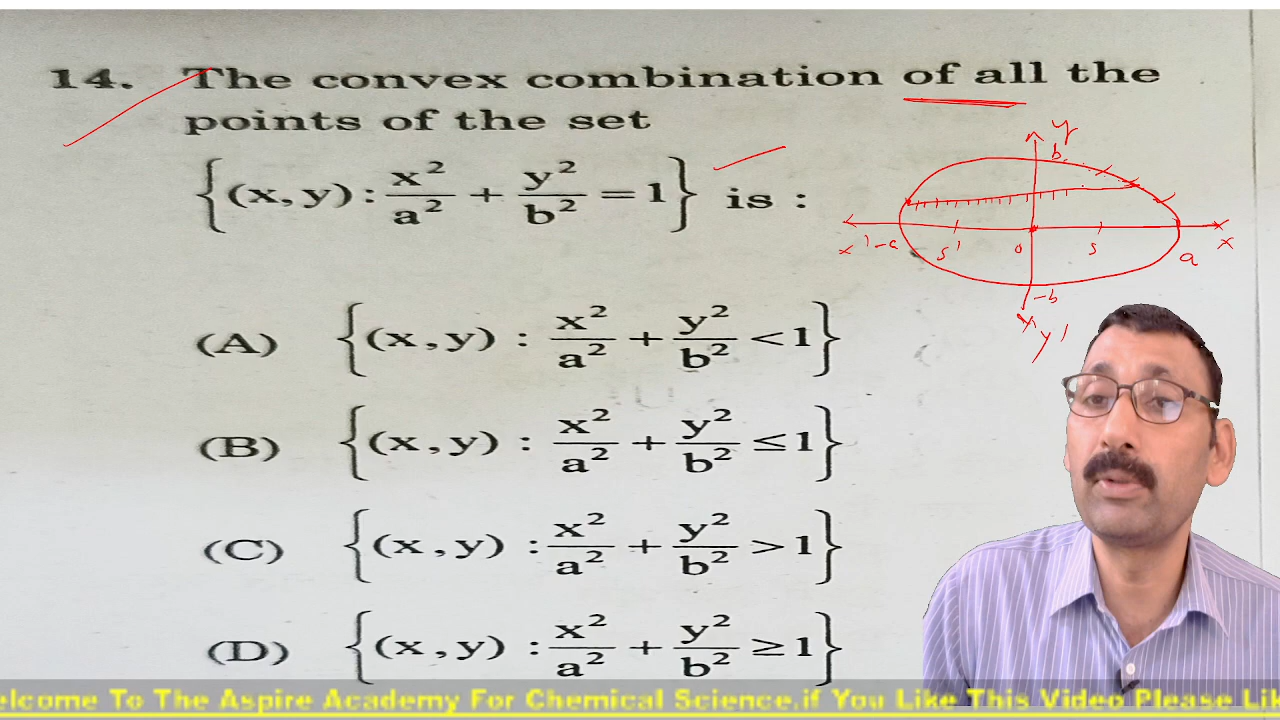 14. The convex combination of all the
points of the set
{(x, y) : x²/a² + y²/b² = 1} is :
(A) {(x, y) : x²/a² + y²/b² < 1}
(B) {(x, y) : x²/a² + y²/b² ≤ 1}
(C) {(x, y) : x²/a² + y²/b² > 1}
(D) {(x, y) : x²/a² + y²/b² ≥ 1}
y
b
x' -a s' o s a x
-b
y'
elcome To The Aspire Academy For Chemical Science.if You Like This Video Please Lik